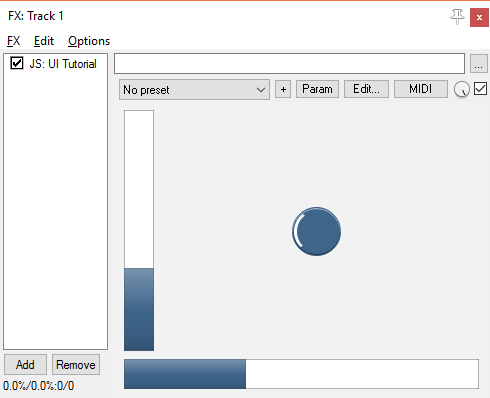 FX: Track 1
FX Edit Options
JS: UI Tutorial
...
No preset + Param Edit... MIDI
Add Remove
0.0%/0.0%:0/0